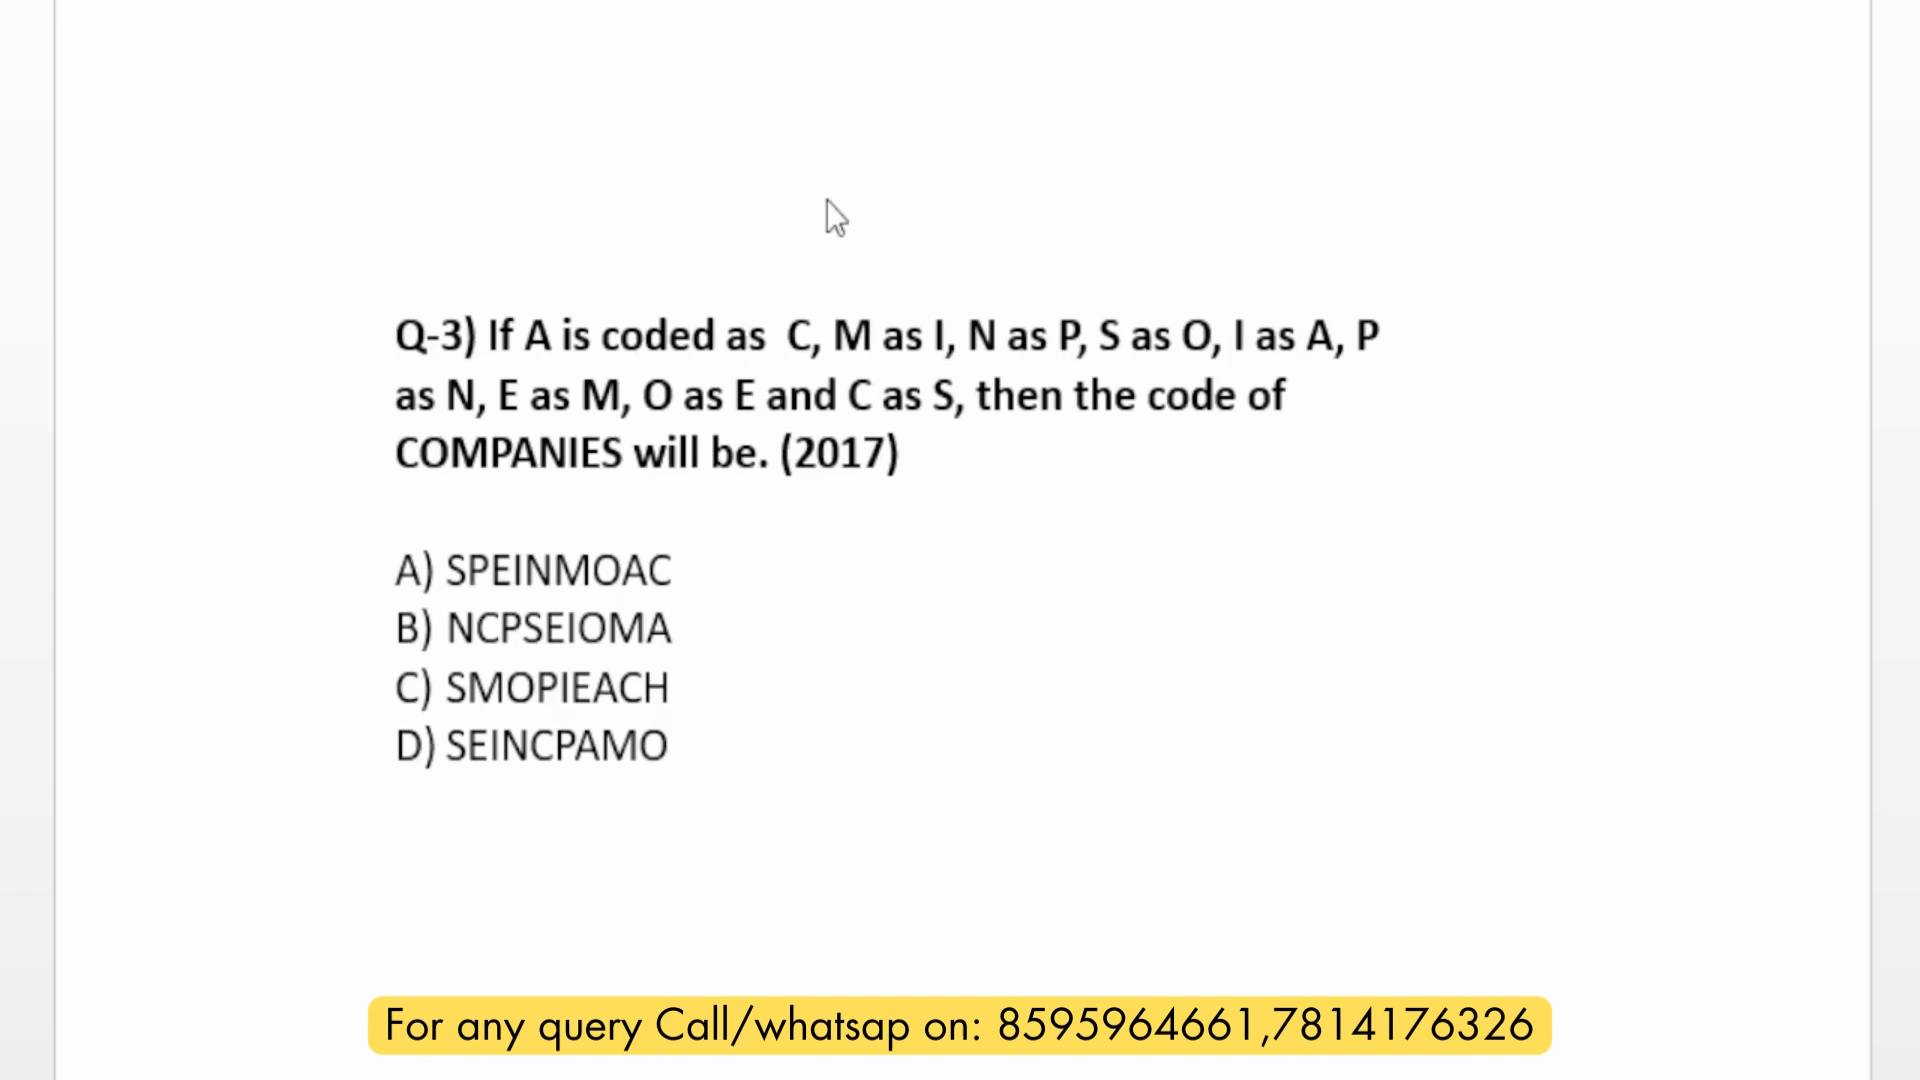 Q-3) If A is coded as  C, M as I, N as P, S as O, I as A, P
as N, E as M, O as E and C as S, then the code of
COMPANIES will be. (2017)
A) SPEINMOAC
B) NCPSEIOMA
C) SMOPIEACH
D) SEINCPAMO
For any query Call/whatsap on: 8595964661,7814176326